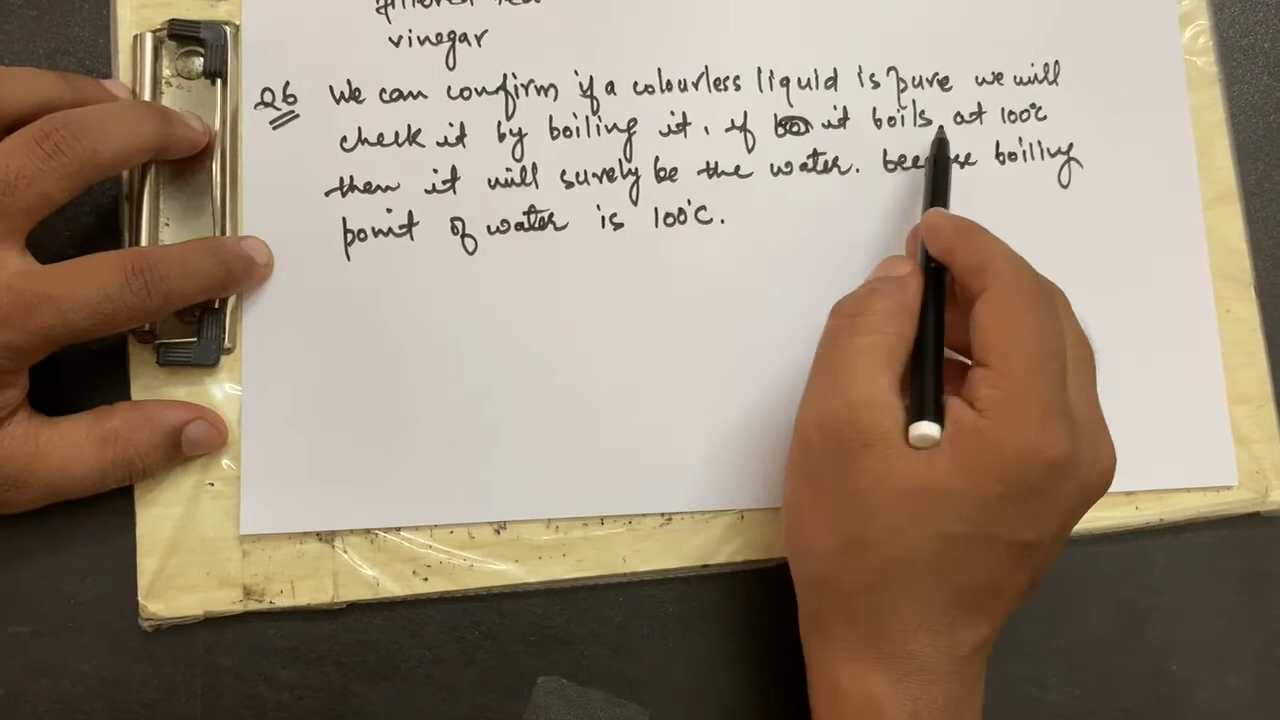 vinegar
Q6 We can confirm if a colourless liquid is pure we will
check it by boiling it. if it boils at 100°c
then it will surely be the water. because boiling
point of water is 100°C.